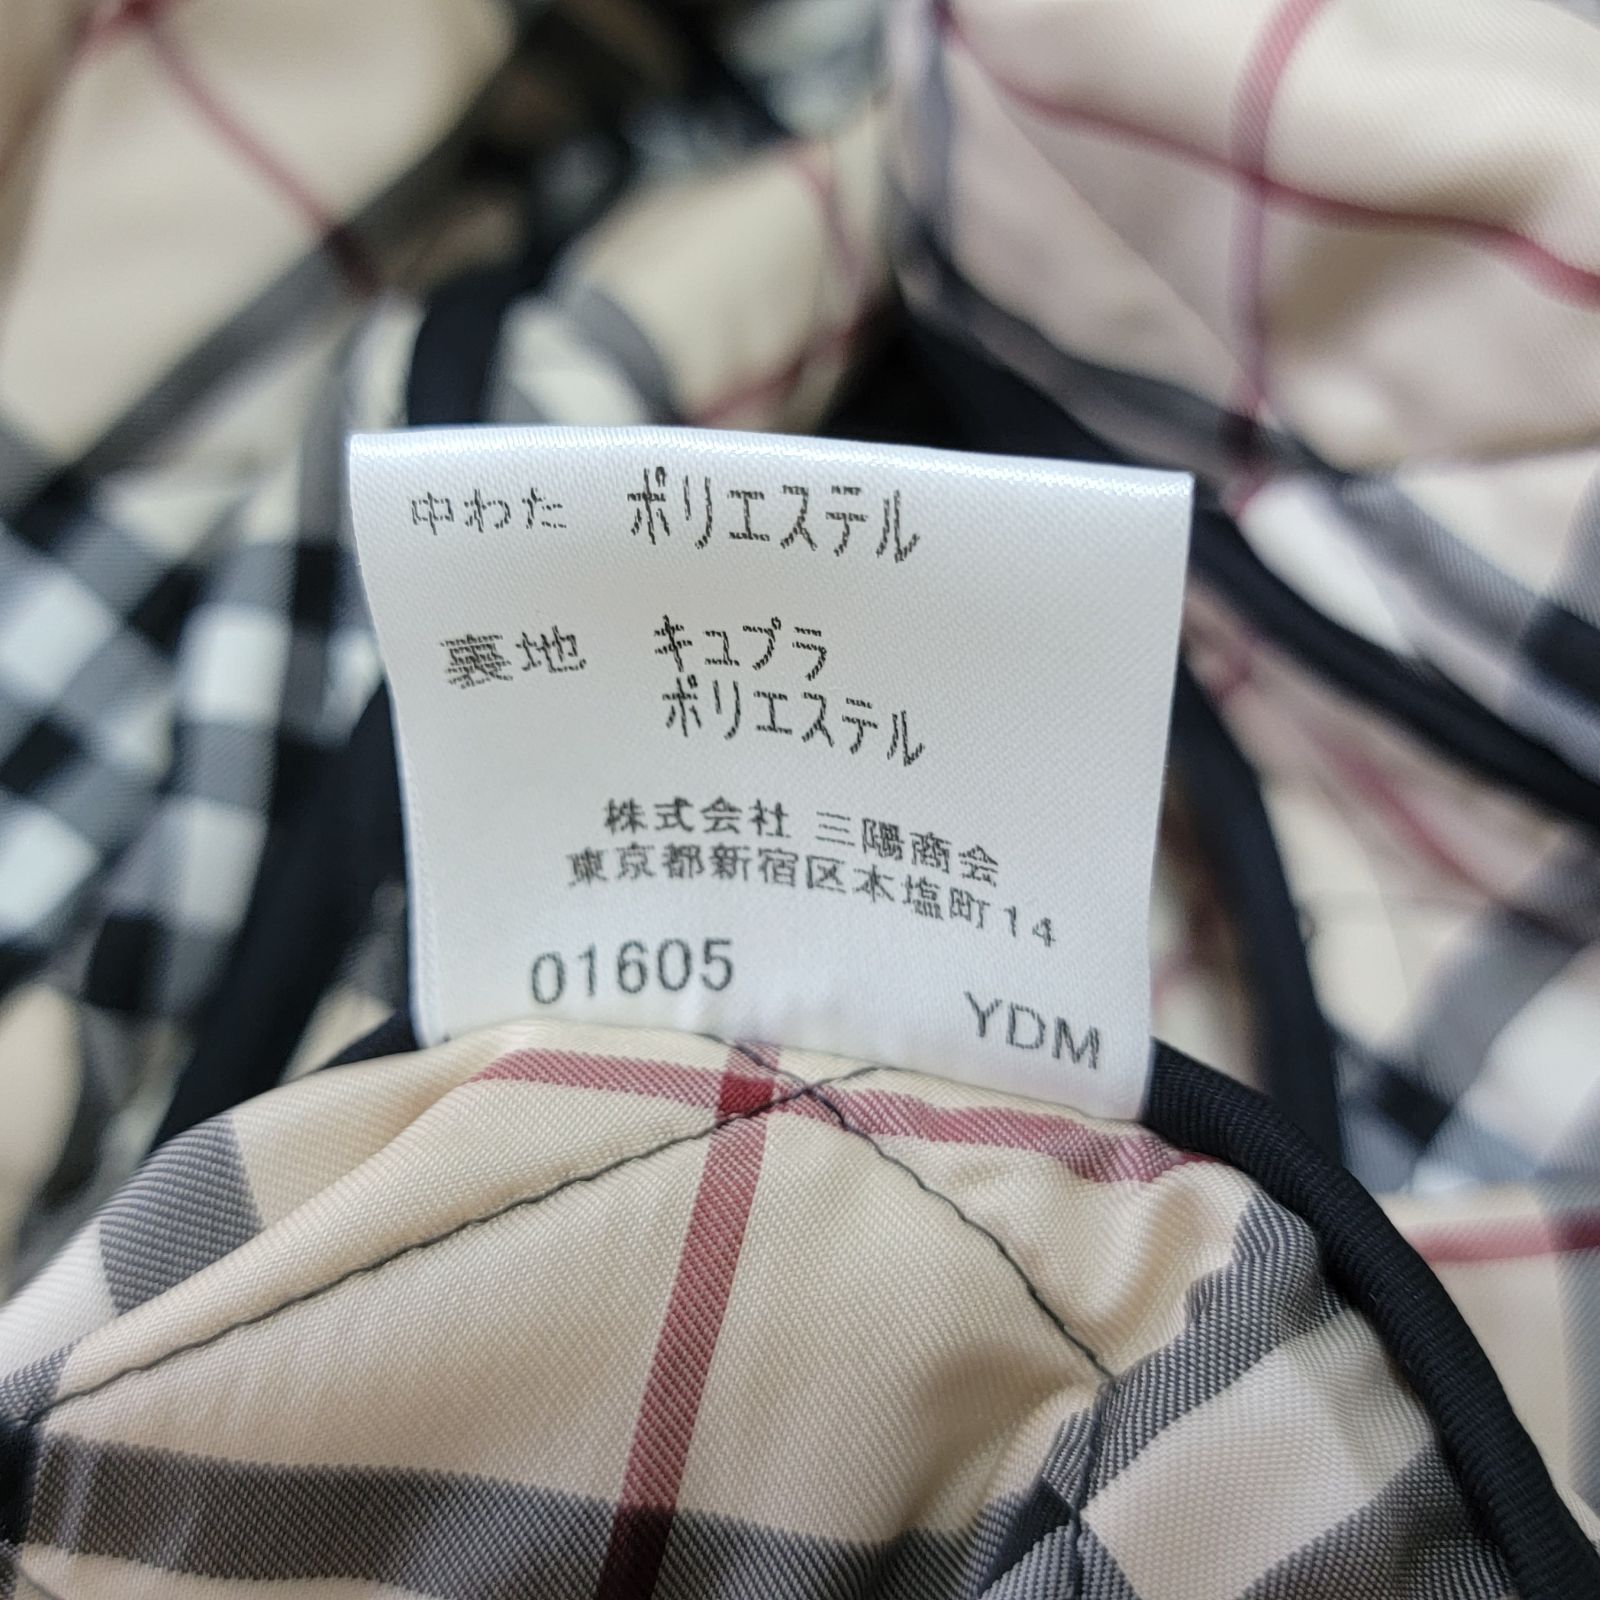 中わた ポリエステル
裏地 キュプラ
ポリエステル
株式会社 三陽商会
東京都新宿区本塩町14
01605
YDM